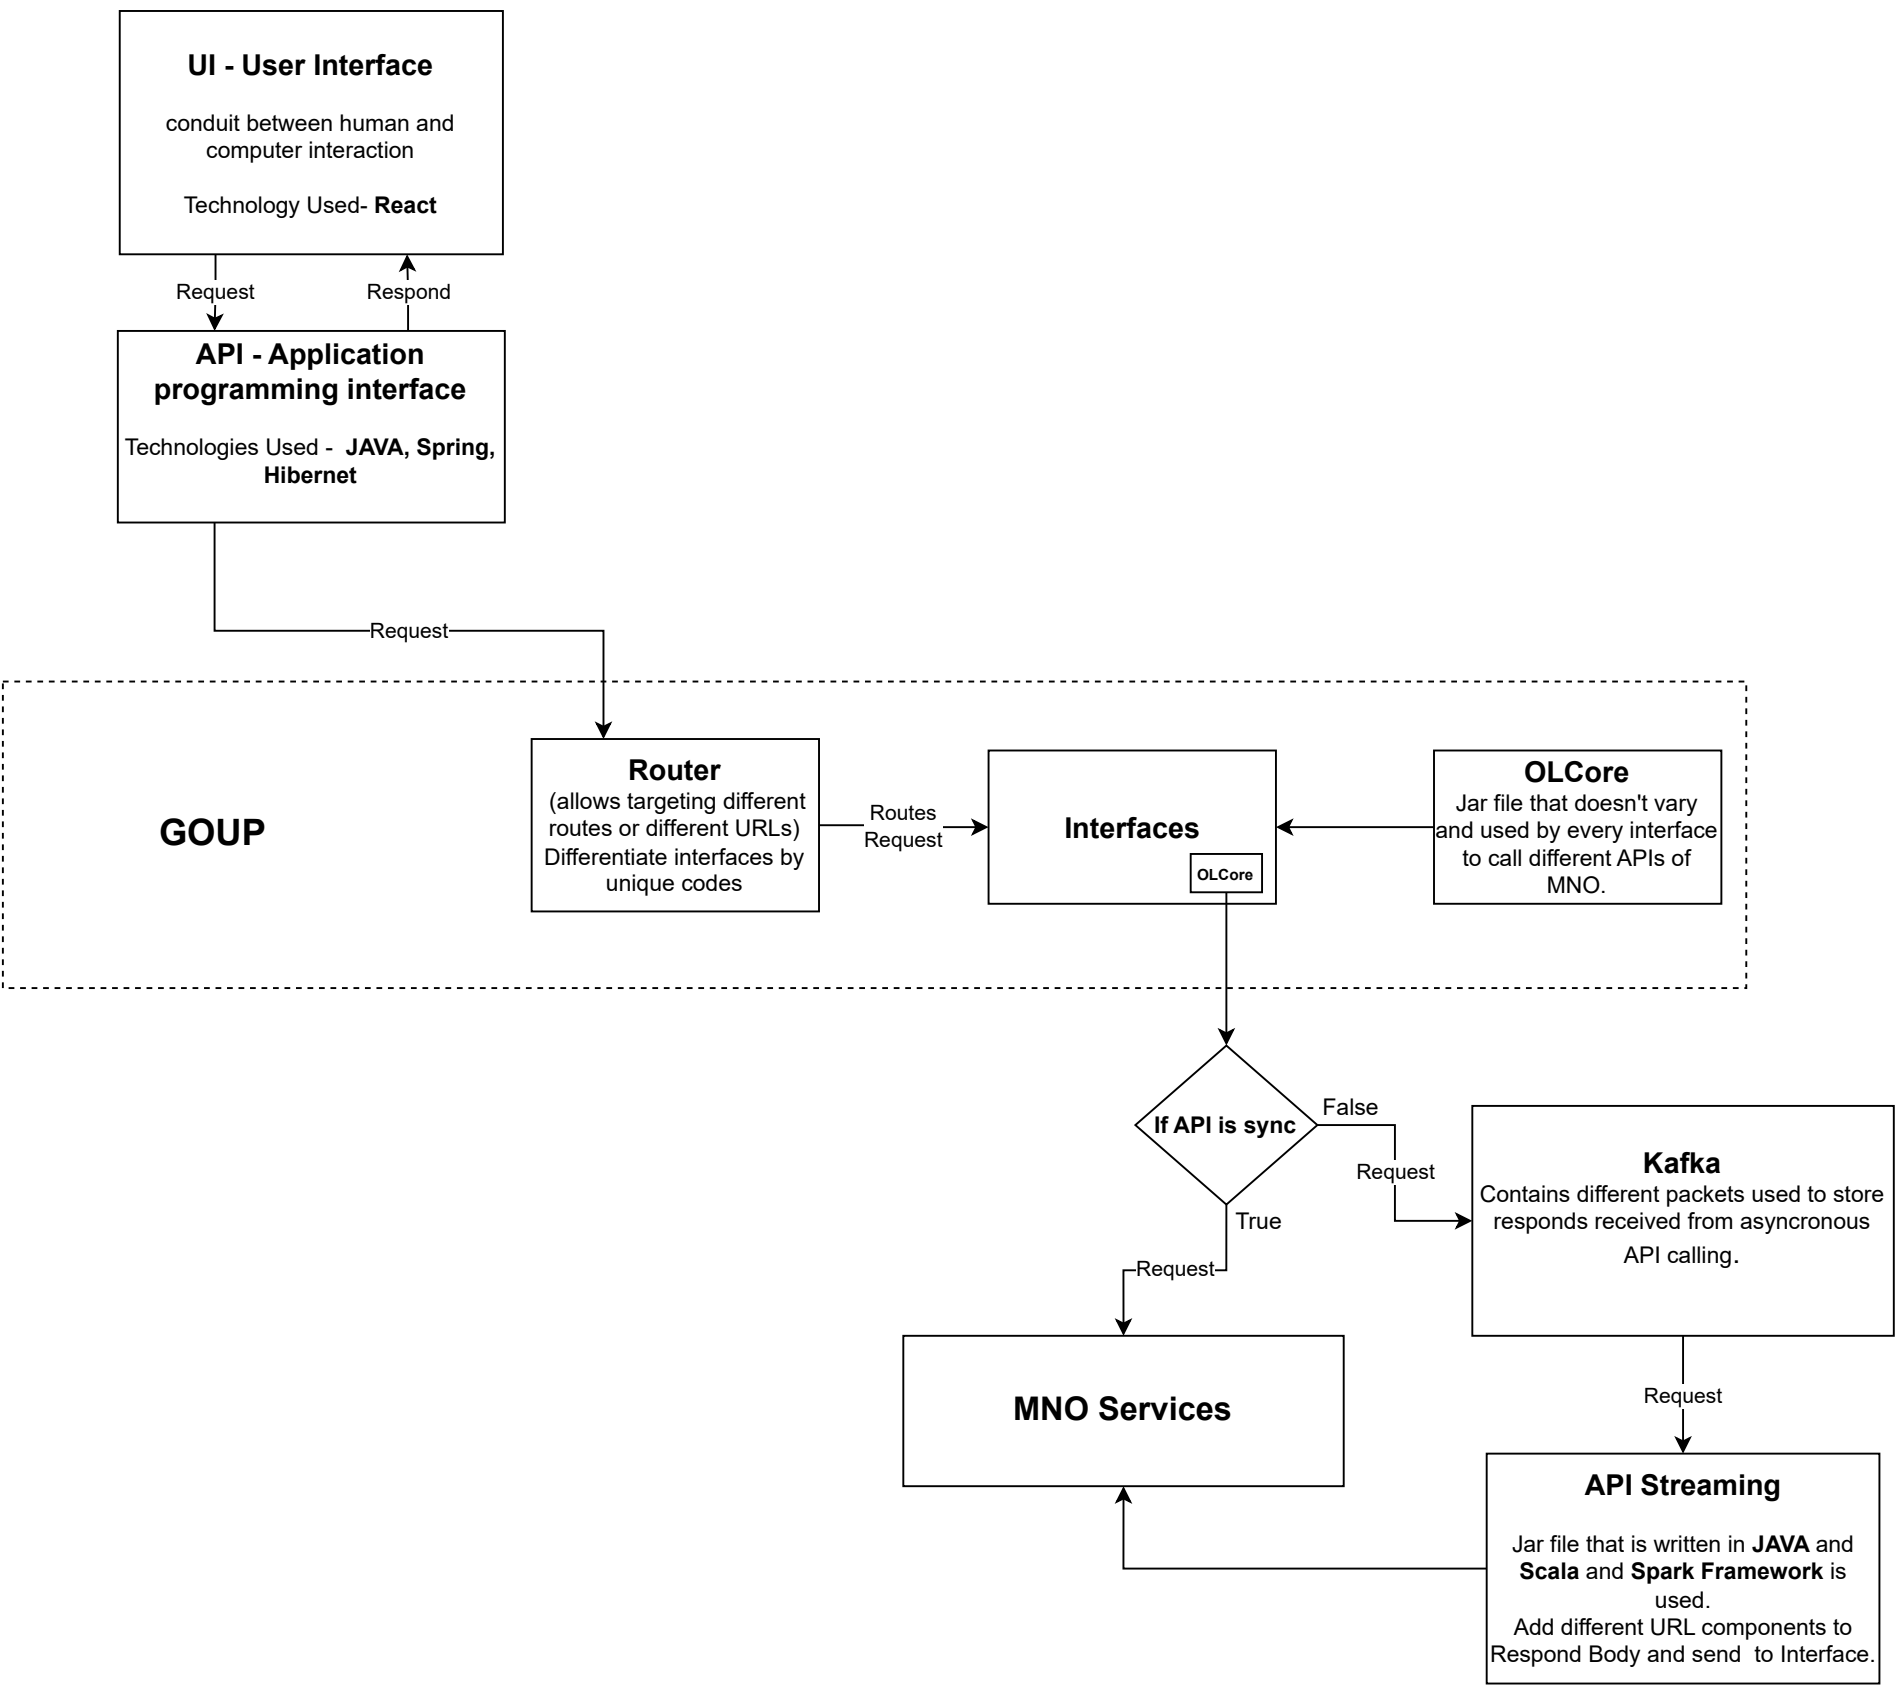 UI - User Interface
conduit between human and
computer interaction
Technology Used- React
Request
Respond
API - Application
programming interface
Technologies Used -  JAVA, Spring,
Hibernet
Request
GOUP
Router
(allows targeting different
routes or different URLs)
Differentiate interfaces by
unique codes
Routes
Request
Interfaces
OLCore
OLCore
Jar file that doesn't vary
and used by every interface
to call different APIs of
MNO.
If API is sync
False
Request
True
Request
Kafka
Contains different packets used to store
responds received from asyncronous
API calling.
Request
MNO Services
API Streaming
Jar file that is written in JAVA and
Scala and Spark Framework is
used.
Add different URL components to
Respond Body and send  to Interface.